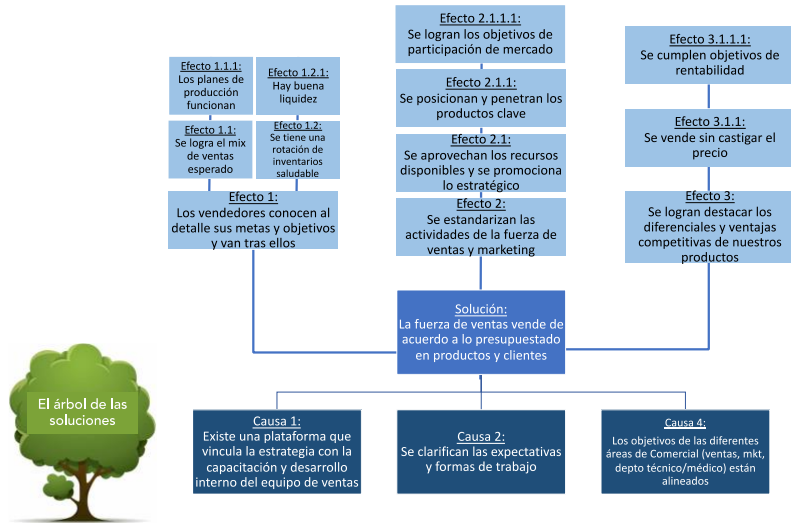 Efecto 1.1.1:
Los planes de
producción
funcionan
Efecto 1.2.1:
Hay buena
liquidez
Efecto 1.1:
Se logra el mix
de ventas
esperado
Efecto 1.2:
Se tiene una
rotación de
inventarios
saludable
Efecto 1:
Los vendedores conocen al
detalle sus metas y objetivos
y van tras ellos
Efecto 2.1.1.1:
Se logran los objetivos de
participación de mercado
Efecto 2.1.1:
Se posicionan y penetran los
productos clave
Efecto 2.1:
Se aprovechan los recursos
disponibles y se promociona
lo estratégico
Efecto 2:
Se estandarizan las
actividades de la fuerza de
ventas y marketing
Efecto 3.1.1.1:
Se cumplen objetivos de
rentabilidad
Efecto 3.1.1:
Se vende sin castigar el
precio
Efecto 3:
Se logran destacar los
diferenciales y ventajas
competitivas de nuestros
productos
Solución:
La fuerza de ventas vende de
acuerdo a lo presupuestado
en productos y clientes
El árbol de las
soluciones
Causa 1:
Existe una plataforma que
vincula la estrategia con la
capacitación y desarrollo
interno del equipo de ventas
Causa 2:
Se clarifican las expectativas
y formas de trabajo
Causa 4:
Los objetivos de las diferentes
áreas de Comercial (ventas, mkt,
depto técnico/médico) están
alineados